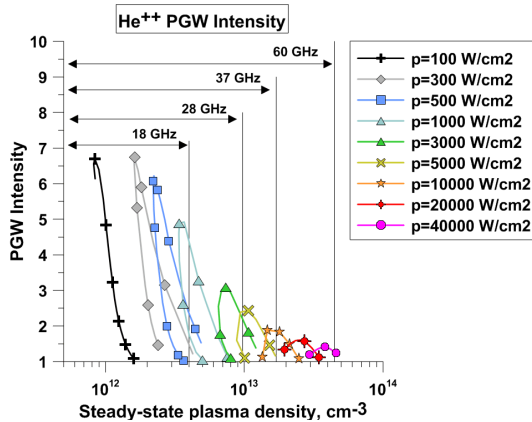 He++ PGW Intensity
10
9
8
7
6
5
4
3
2
1
PGW Intensity
60 GHz
37 GHz
28 GHz
18 GHz
p=100 W/cm2
p=300 W/cm2
p=500 W/cm2
p=1000 W/cm2
p=3000 W/cm2
p=5000 W/cm2
p=10000 W/cm2
p=20000 W/cm2
p=40000 W/cm2
10^12
10^13
10^14
Steady-state plasma density, cm-3